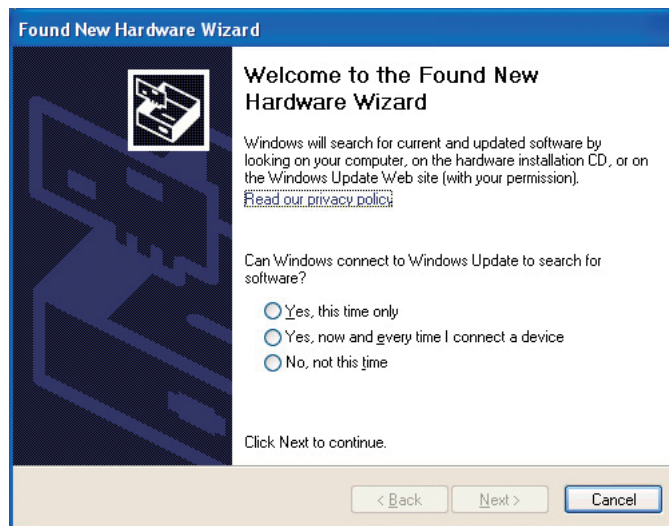 Found New Hardware Wizard
Welcome to the Found New
Hardware Wizard
Windows will search for current and updated software by
looking on your computer, on the hardware installation CD, or on
the Windows Update Web site (with your permission).
Read our privacy policy
Can Windows connect to Windows Update to search for
software?
Yes, this time only
Yes, now and every time I connect a device
No, not this time
Click Next to continue.
< Back
Next >
Cancel